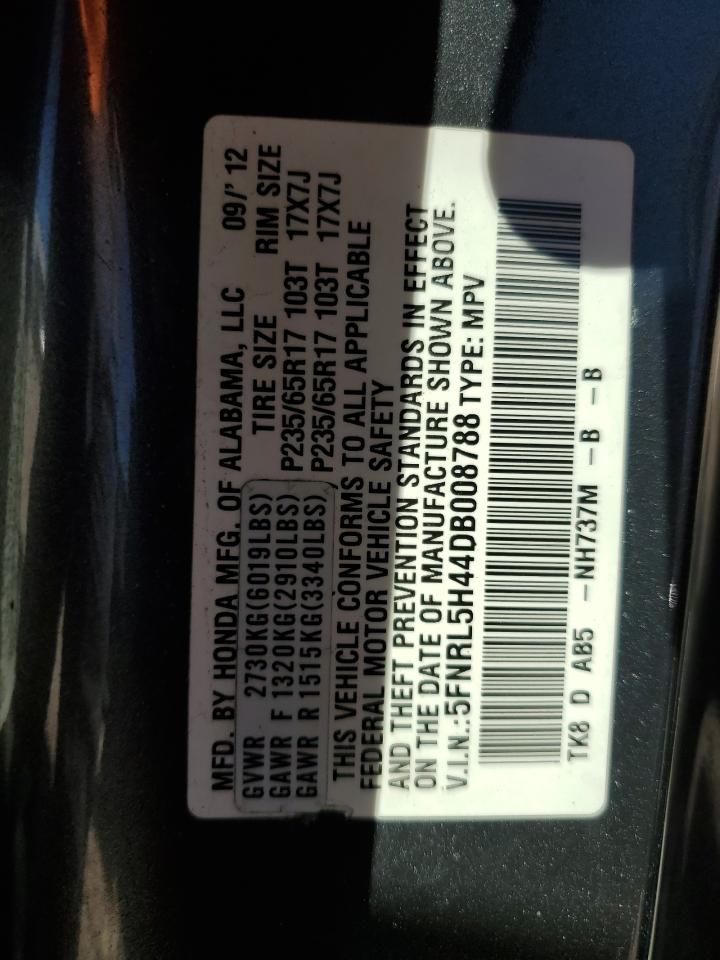 MFD. BY HONDA MFG. OF ALABAMA, LLC 09/' 12
GVWR 2730KG(6019LBS) TIRE SIZE RIM SIZE
GAWR F 1320KG(2910LBS) P235/65R17 103T 17X7J
GAWR R 1515KG(3340LBS) P235/65R17 103T 17X7J
THIS VEHICLE CONFORMS TO ALL APPLICABLE
FEDERAL MOTOR VEHICLE SAFETY
AND THEFT PREVENTION STANDARDS IN EFFECT
ON THE DATE OF MANUFACTURE SHOWN ABOVE.
V.I.N.:5FNRL5H44DB008788 TYPE: MPV
TK8 D AB5 -NH737M -B -B